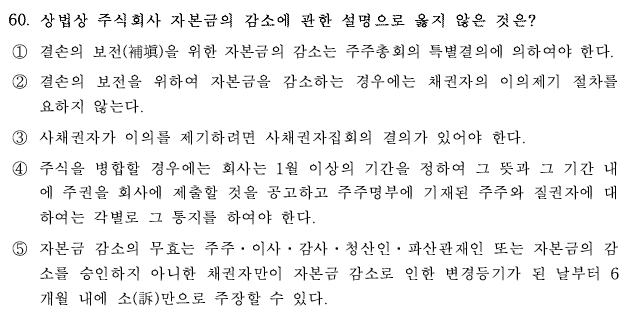 60. 상법상 주식회사 자본금의 감소에 관한 설명으로 옳지 않은 것은?
① 결손의 보전(補塡)을 위한 자본금의 감소는 주주총회의 특별결의에 의하여야 한다.
② 결손의 보전을 위하여 자본금을 감소하는 경우에는 채권자의 이의제기 절차를
요하지 않는다.
③ 사채권자가 이의를 제기하려면 사채권자집회의 결의가 있어야 한다.
④ 주식을 병합할 경우에는 회사는 1월 이상의 기간을 정하여 그 뜻과 그 기간 내
에 주권을 회사에 제출할 것을 공고하고 주주명부에 기재된 주주와 질권자에 대
하여는 각별로 그 통지를 하여야 한다.
⑤ 자본금 감소의 무효는 주주·이사·감사·청산인·파산관재인 또는 자본금의 감
소를 승인하지 아니한 채권자만이 자본금 감소로 인한 변경등기가 된 날부터 6
개월 내에 소(訴)만으로 주장할 수 있다.